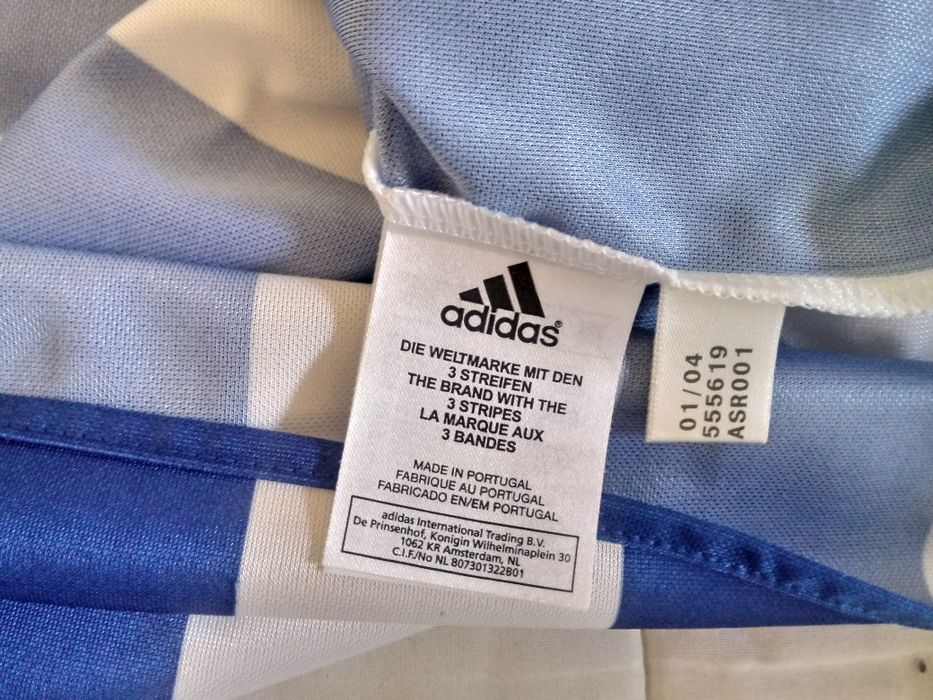 adidas®
DIE WELTMARKE MIT DEN
3 STREIFEN
THE BRAND WITH THE
3 STRIPES
LA MARQUE AUX
3 BANDES
MADE IN PORTUGAL
FABRIQUE AU PORTUGAL
FABRICADO EN/EM PORTUGAL
adidas International Trading B.V.
De Prinsenhof, Konigin Wilhelminaplein 30
1062 KR Amsterdam, NL
C.I.F./No NL 807301322B01
01/04
555619
ASR001